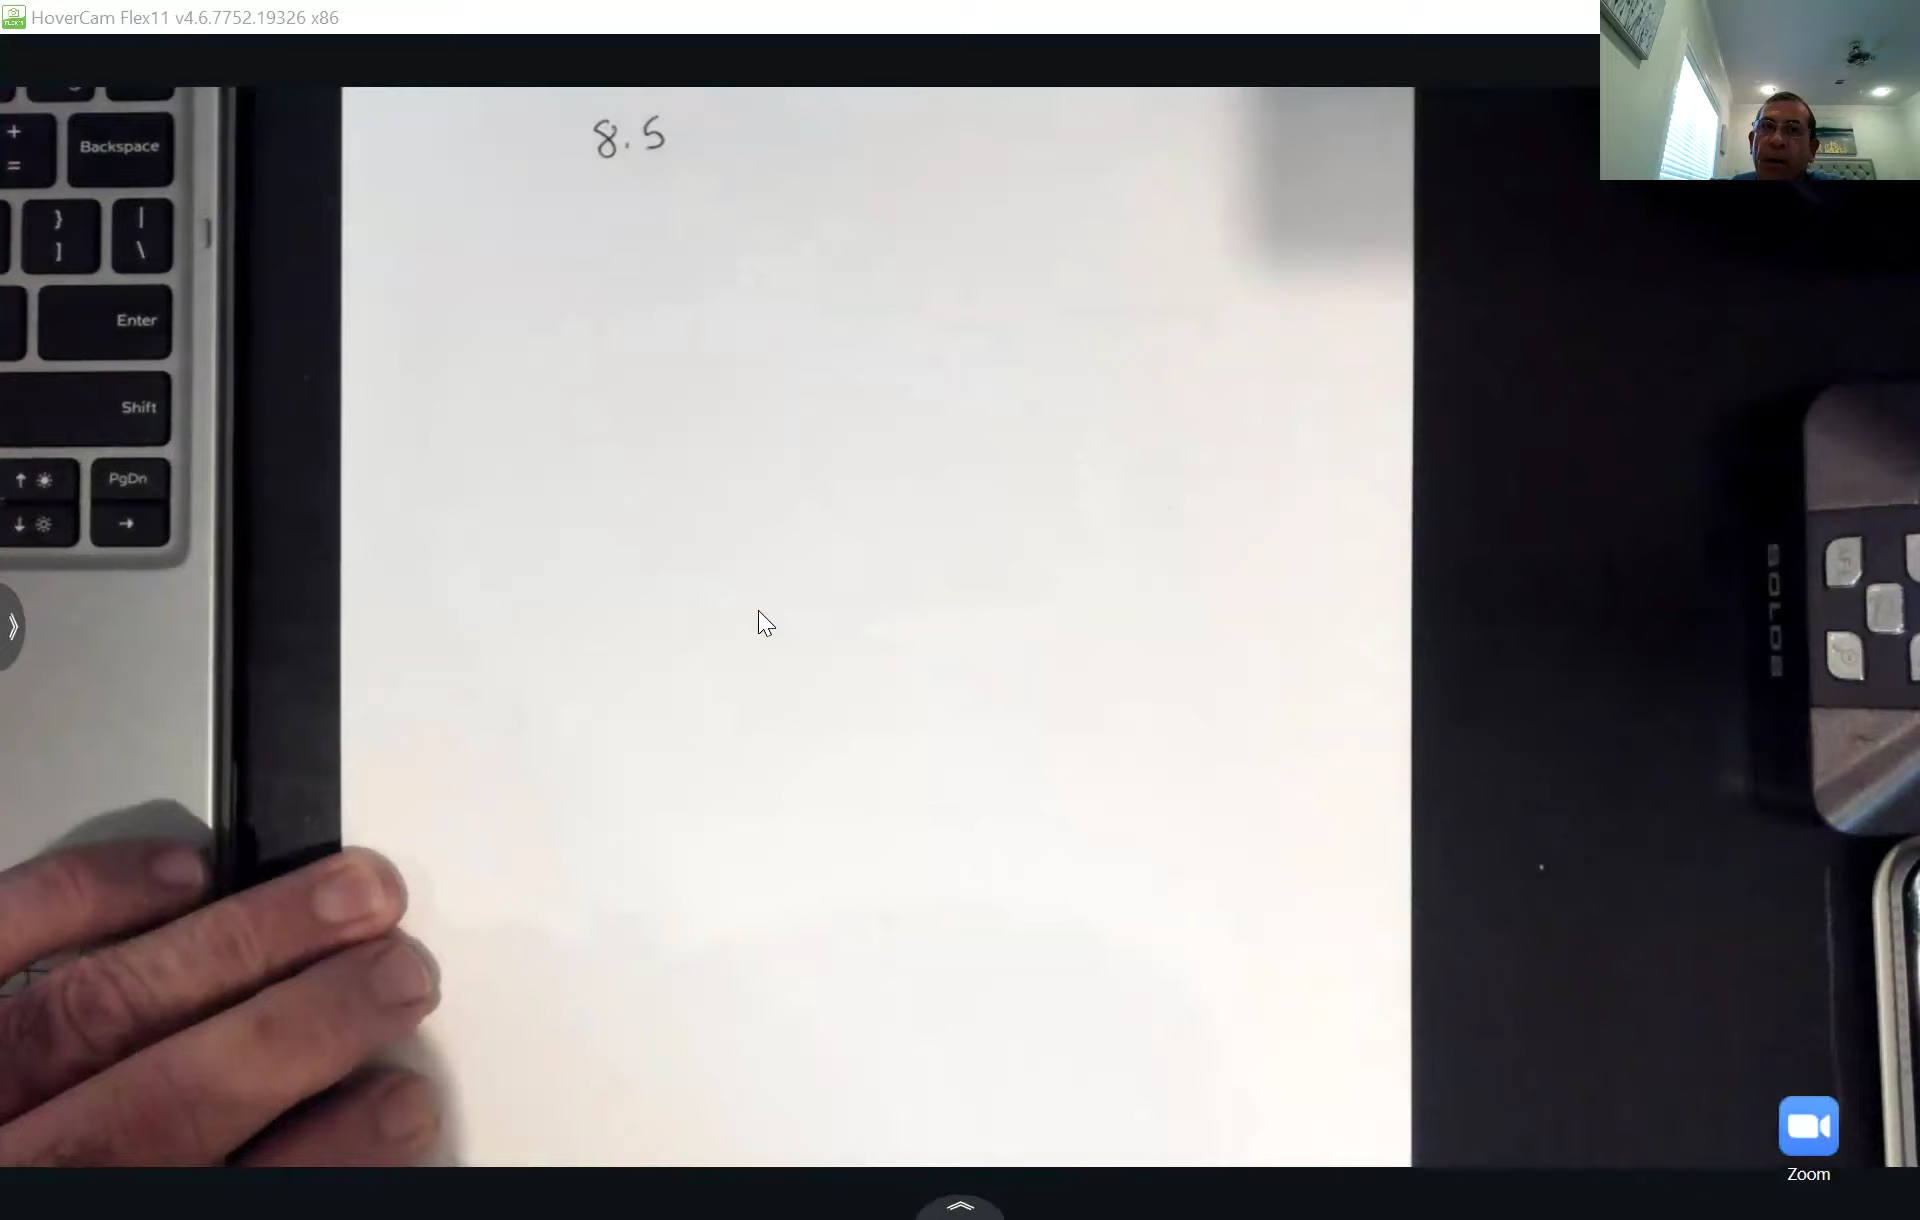 HoverCam Flex11 v4.6.7752.19326 x86
8.5
+
=
Backspace
}
]
|
\
Enter
Shift
PgDn
Zoom